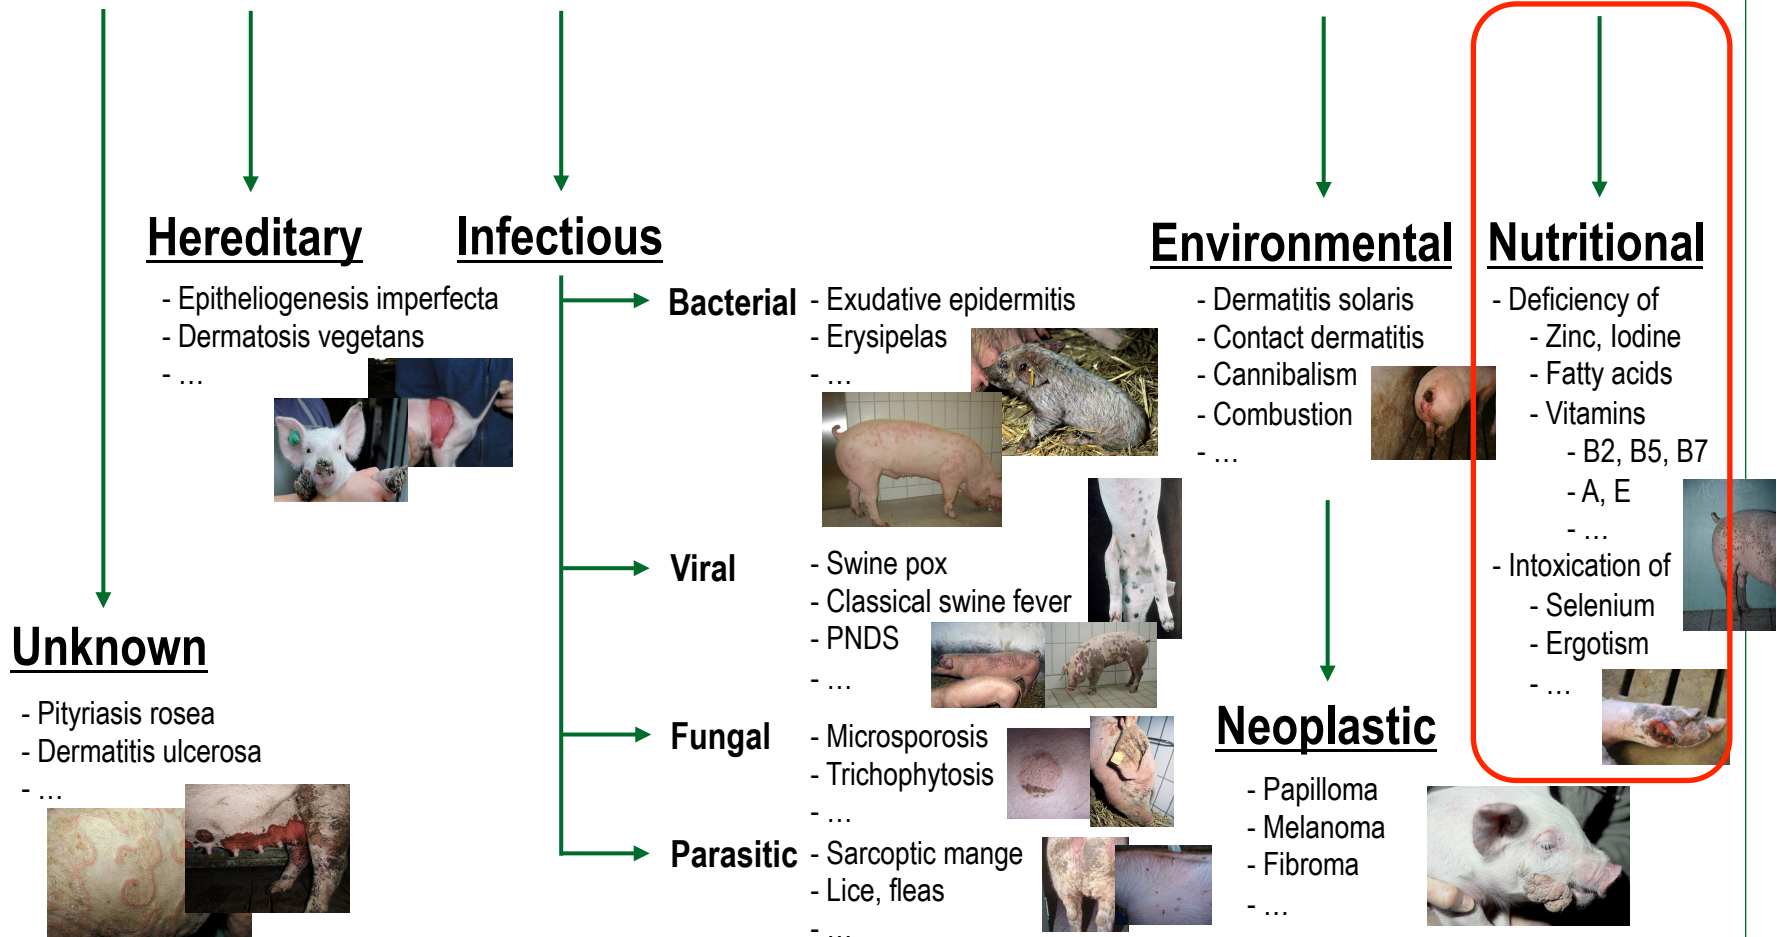 Hereditary
- Epitheliogenesis imperfecta
- Dermatosis vegetans
- ...
Infectious
Bacterial
- Exudative epidermitis
- Erysipelas
- ...
Viral
- Swine pox
- Classical swine fever
- PNDS
- ...
Fungal
- Microsporosis
- Trichophytosis
- ...
Parasitic
- Sarcoptic mange
- Lice, fleas
- ...
Environmental
- Dermatitis solaris
- Contact dermatitis
- Cannibalism
- Combustion
- ...
Nutritional
- Deficiency of
- Zinc, Iodine
- Fatty acids
- Vitamins
- B2, B5, B7
- A, E
- ...
- Intoxication of
- Selenium
- Ergotism
- ...
Unknown
- Pityriasis rosea
- Dermatitis ulcerosa
- ...
Neoplastic
- Papilloma
- Melanoma
- Fibroma
- ...